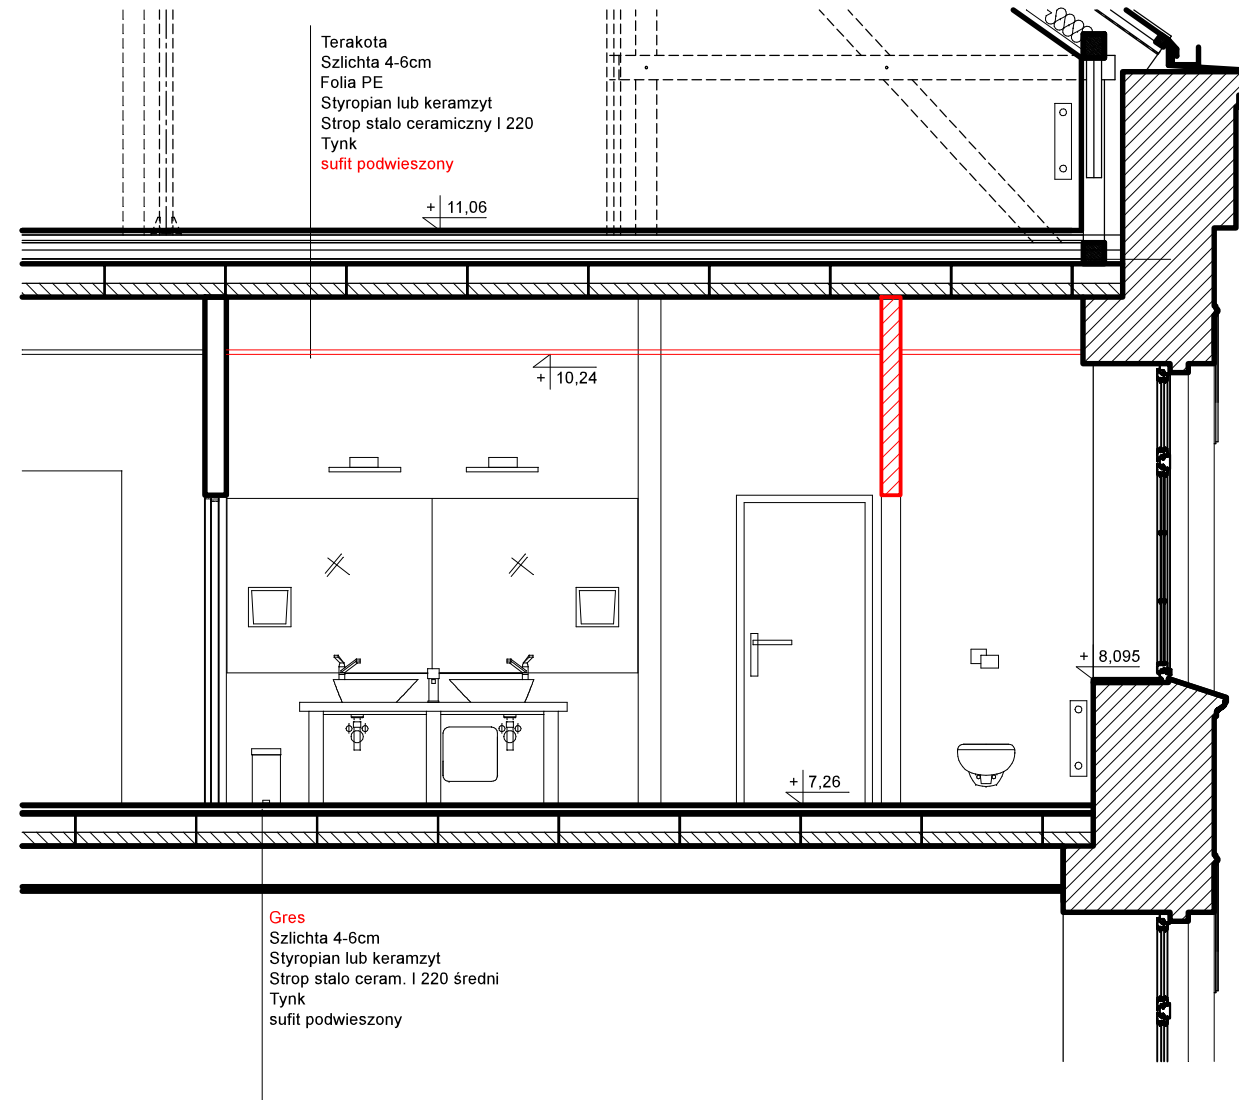 Terakota
Szlichta 4-6cm
Folia PE
Styropian lub keramzyt
Strop stalo ceramiczny I 220
Tynk
sufit podwieszony
+ 11,06
+ 10,24
+ 8,095
+ 7,26
Gres
Szlichta 4-6cm
Styropian lub keramzyt
Strop stalo ceram. I 220 średni
Tynk
sufit podwieszony